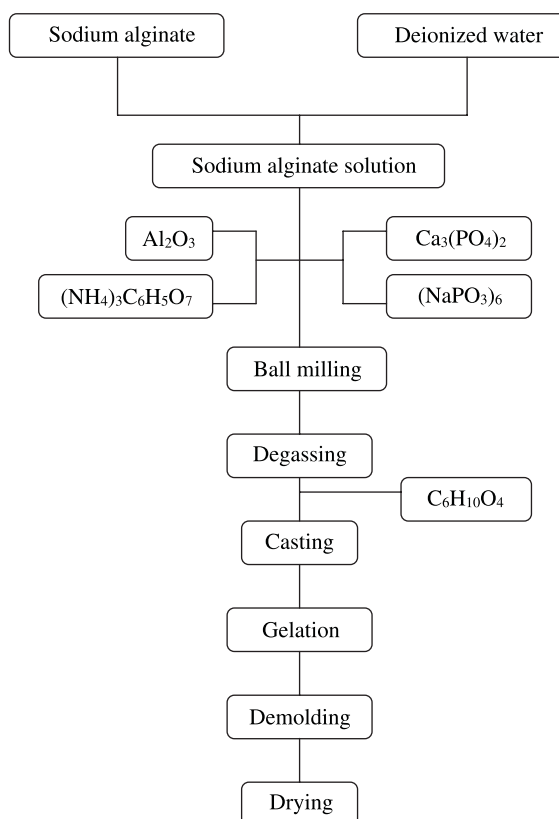 Sodium alginate
Deionized water
Sodium alginate solution
Al₂O₃
Ca₃(PO₄)₂
(NH₄)₃C₆H₅O₇
(NaPO₃)₆
Ball milling
Degassing
C₆H₁₀O₄
Casting
Gelation
Demolding
Drying